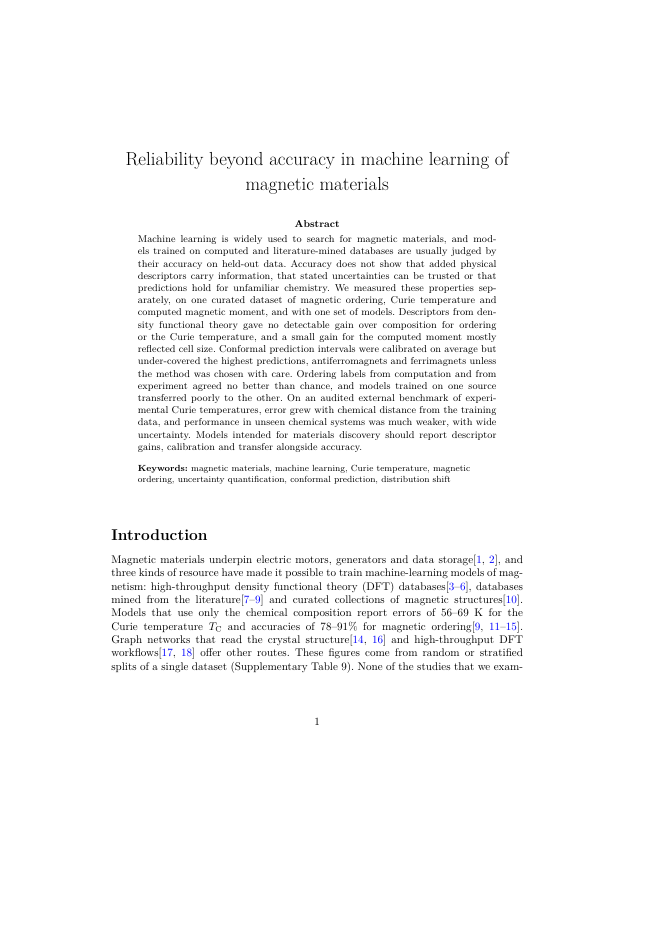 Reliability beyond accuracy in machine learning of
magnetic materials
Abstract
Machine learning is widely used to search for magnetic materials, and mod-
els trained on computed and literature-mined databases are usually judged by
their accuracy on held-out data. Accuracy does not show that added physical
descriptors carry information, that stated uncertainties can be trusted or that
predictions hold for unfamiliar chemistry. We measured these properties sep-
arately, on one curated dataset of magnetic ordering, Curie temperature and
computed magnetic moment, and with one set of models. Descriptors from den-
sity functional theory gave no detectable gain over composition for ordering
or the Curie temperature, and a small gain for the computed moment mostly
reflected cell size. Conformal prediction intervals were calibrated on average but
under-covered the highest predictions, antiferromagnets and ferrimagnets unless
the method was chosen with care. Ordering labels from computation and from
experiment agreed no better than chance, and models trained on one source
transferred poorly to the other. On an audited external benchmark of experi-
mental Curie temperatures, error grew with chemical distance from the training
data, and performance in unseen chemical systems was much weaker, with wide
uncertainty. Models intended for materials discovery should report descriptor
gains, calibration and transfer alongside accuracy.
Keywords: magnetic materials, machine learning, Curie temperature, magnetic
ordering, uncertainty quantification, conformal prediction, distribution shift
Introduction
Magnetic materials underpin electric motors, generators and data storage[1, 2], and
three kinds of resource have made it possible to train machine-learning models of mag-
netism: high-throughput density functional theory (DFT) databases[3–6], databases
mined from the literature[7–9] and curated collections of magnetic structures[10].
Models that use only the chemical composition report errors of 56–69 K for the
Curie temperature TC and accuracies of 78–91% for magnetic ordering[9, 11–15].
Graph networks that read the crystal structure[14, 16] and high-throughput DFT
workflows[17, 18] offer other routes. These figures come from random or stratified
splits of a single dataset (Supplementary Table 9). None of the studies that we exam-
1